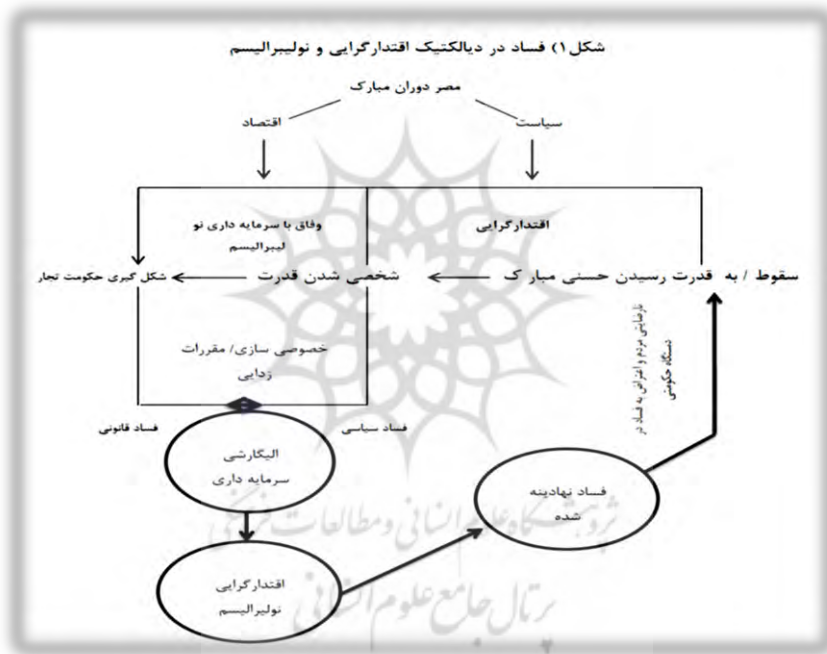 شکل۱) فساد در دیالکتیک اقتدارگرایی و نولیبرالیسم
مصر دوران مبارک
سیاست
اقتصاد
اقتدارگرایی
وفاق با سرمایه داری نو
لیبرالیسم
سقوط / به قدرت رسیدن حسنی مبارک
شخصی شدن قدرت
شکل گیری حکومت تجار
نارضایتی مردم و اعتراض به فساد در
دستگاه حکومتی
خصوصی سازی/ مقررات
زدایی
فساد سیاسی
فساد قانونی
الیگارشی
سرمایه داری
فساد نهادینه
شده
اقتدارگرایی
نولیرالیسم
پژوهشگاه علوم انسانی و مطالعات فرهنگی
پرتال جامع علوم انسانی